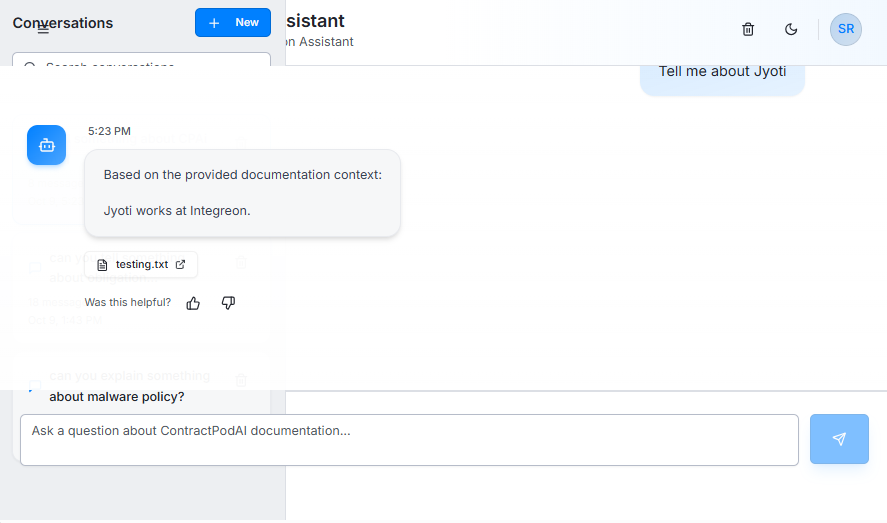 Conversations
New
sistant
on Assistant
SR
Search conversations
Tell me about Jyoti
5:23 PM
Based on the provided documentation context:
Jyoti works at Integreon.
testing.txt
Was this helpful?
can you explein something
about malware policy?
Ask a question about ContractPodAI documentation...